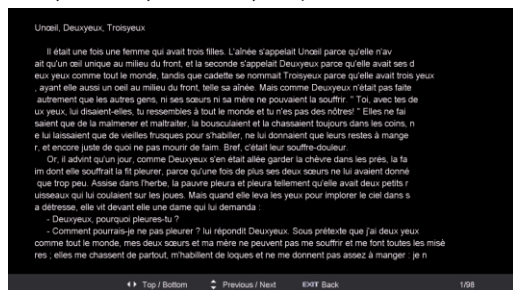 Unœil, Deuxyeux, Troisyeux
Il était une fois une femme qui avait trois filles. L'aînée s'appelait Unœil parce qu'elle n'av
ait qu'un œil unique au milieu du front, et la seconde s'appelait Deuxyeux parce qu'elle avait ses d
eux yeux comme tout le monde, tandis que cadette se nommait Troisyeux parce qu'elle avait trois yeux
, ayant elle aussi un oeil au milieu du front, telle sa aînée. Mais comme Deuxyeux n'était pas faite
autrement que les autres gens, ni ses sœurs ni sa mère ne pouvaient la souffrir. " Toi, avec tes de
ux yeux, lui disaient-elles, tu ressembles à tout le monde et tu n'es pas des nôtres! " Elles ne fai
saient que de la malmener et maltraiter, la bousculaient et la chassaient toujours dans les coins, n
e lui laissaient que de vieilles frusques pour s'habiller, ne lui donnaient que leurs restes à mange
r, et encore juste de quoi ne pas mourir de faim. Bref, c'était leur souffre-douleur.
Or, il advint qu'un jour, comme Deuxyeux s'en était allée garder la chèvre dans les prés, la fa
im dont elle souffrait la fit pleurer, parce qu'une fois de plus ses deux sœurs ne lui avaient donné
que trop peu. Assise dans l'herbe, la pauvre pleura et pleura tellement qu'elle avait deux petits r
uisseaux qui lui coulaient sur les joues. Mais quand elle leva les yeux pour implorer le ciel dans s
a détresse, elle vit devant elle une dame qui lui demanda :
- Deuxyeux, pourquoi pleures-tu ?
- Comment pourrais-je ne pas pleurer ? lui répondit Deuxyeux. Sous prétexte que j'ai deux yeux
comme tout le monde, mes deux sœurs et ma mère ne peuvent pas me souffrir et me font toutes les misè
res ; elles me chassent de partout, m'habillent de loques et ne me donnent pas assez à manger : je n
Top / Bottom Previous / Next EXIT Back 1/98